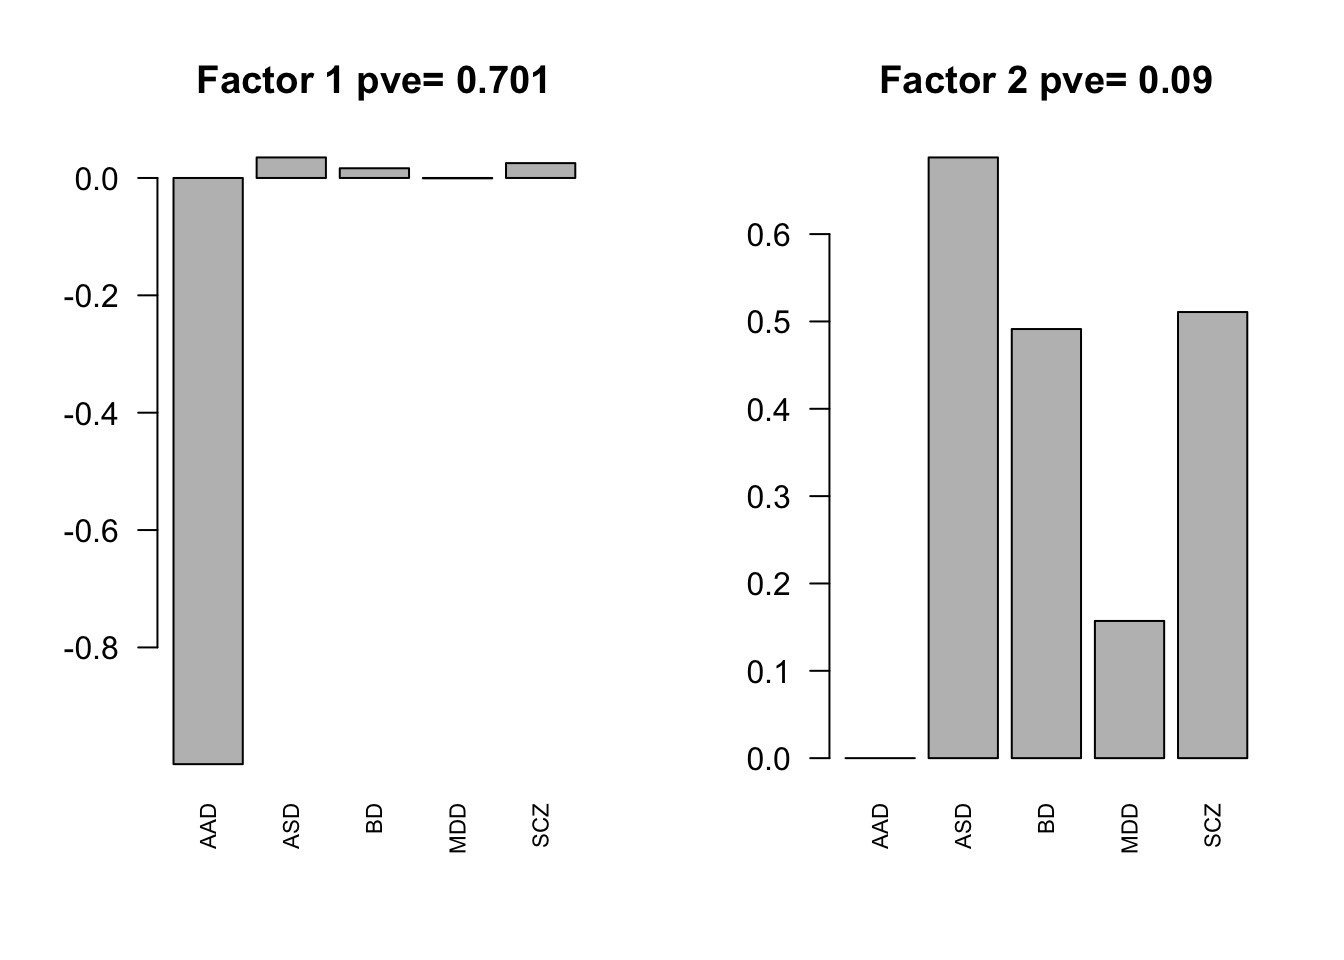 Factor 1 pve= 0.701
0.0
-0.2
-0.4
-0.6
-0.8
AAD
ASD
BD
MDD
SCZ
Factor 2 pve= 0.09
0.6
0.5
0.4
0.3
0.2
0.1
0.0
AAD
ASD
BD
MDD
SCZ